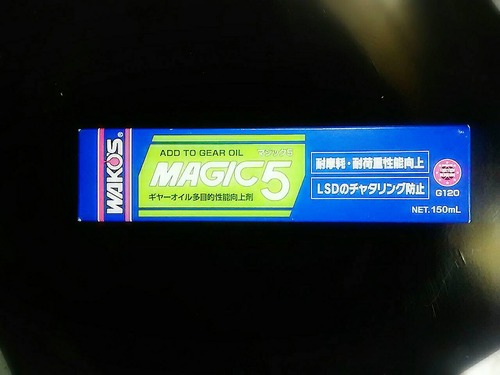 WAKO'S®
ADD TO GEAR OIL
マジック5
MAGIC5
ギヤーオイル多目的性能向上剤
耐摩耗・耐荷重性能向上
LSDのチャタリング防止
G120
NET.150mL